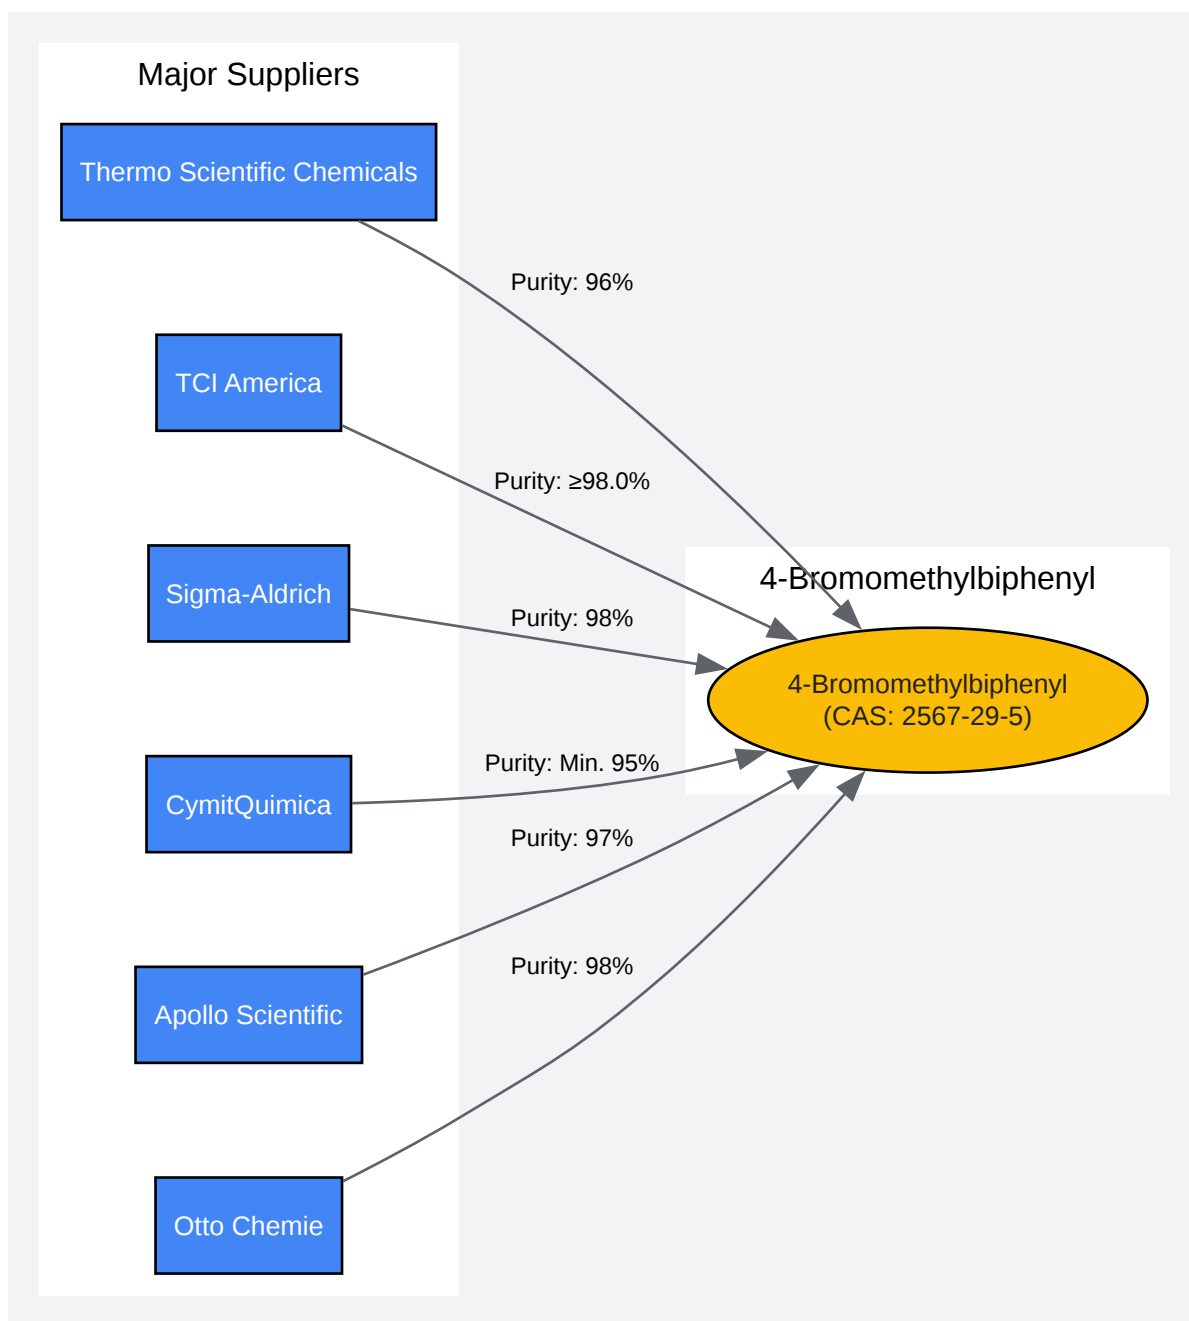 Major Suppliers
Thermo Scientific Chemicals
Purity: 96%
TCI America
Purity: ≥98.0%
Sigma-Aldrich
Purity: 98%
4-Bromomethylbiphenyl
4-Bromomethylbiphenyl
(CAS: 2567-29-5)
CymitQuimica
Purity: Min. 95%
Purity: 97%
Apollo Scientific
Purity: 98%
Otto Chemie